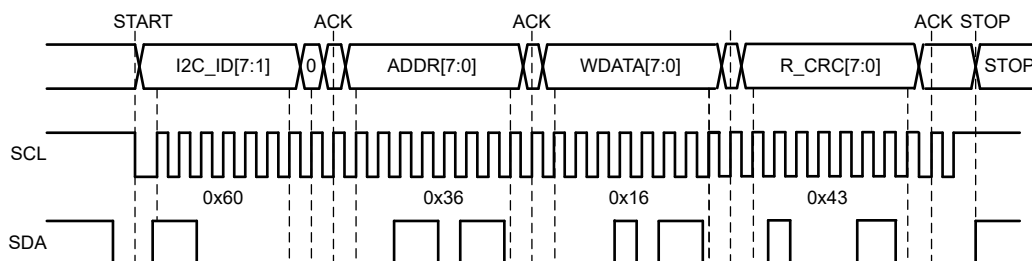 START ACK ACK ACK STOP
I2C_ID[7:1] 0 ADDR[7:0] WDATA[7:0] R_CRC[7:0] STOP
SCL
0x60 0x36 0x16 0x43
SDA